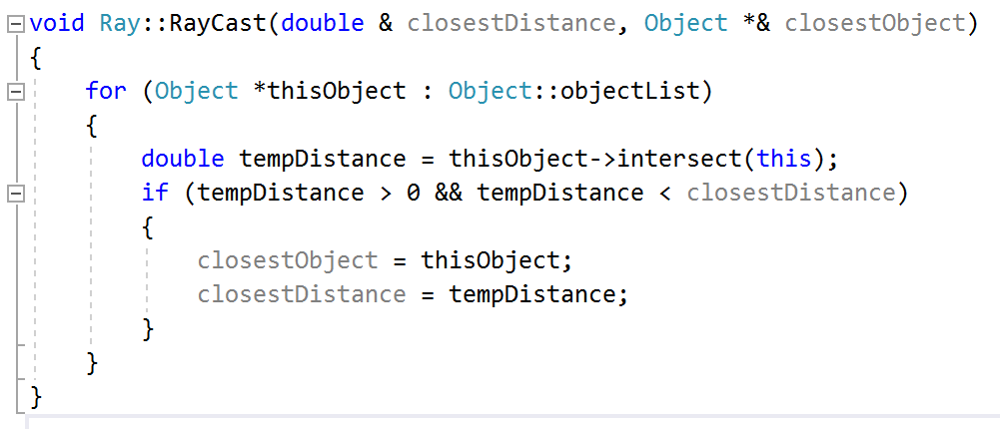 void Ray::RayCast(double & closestDistance, Object *& closestObject)
{
for (Object *thisObject : Object::objectList)
{
double tempDistance = thisObject->intersect(this);
if (tempDistance > 0 && tempDistance < closestDistance)
{
closestObject = thisObject;
closestDistance = tempDistance;
}
}
}